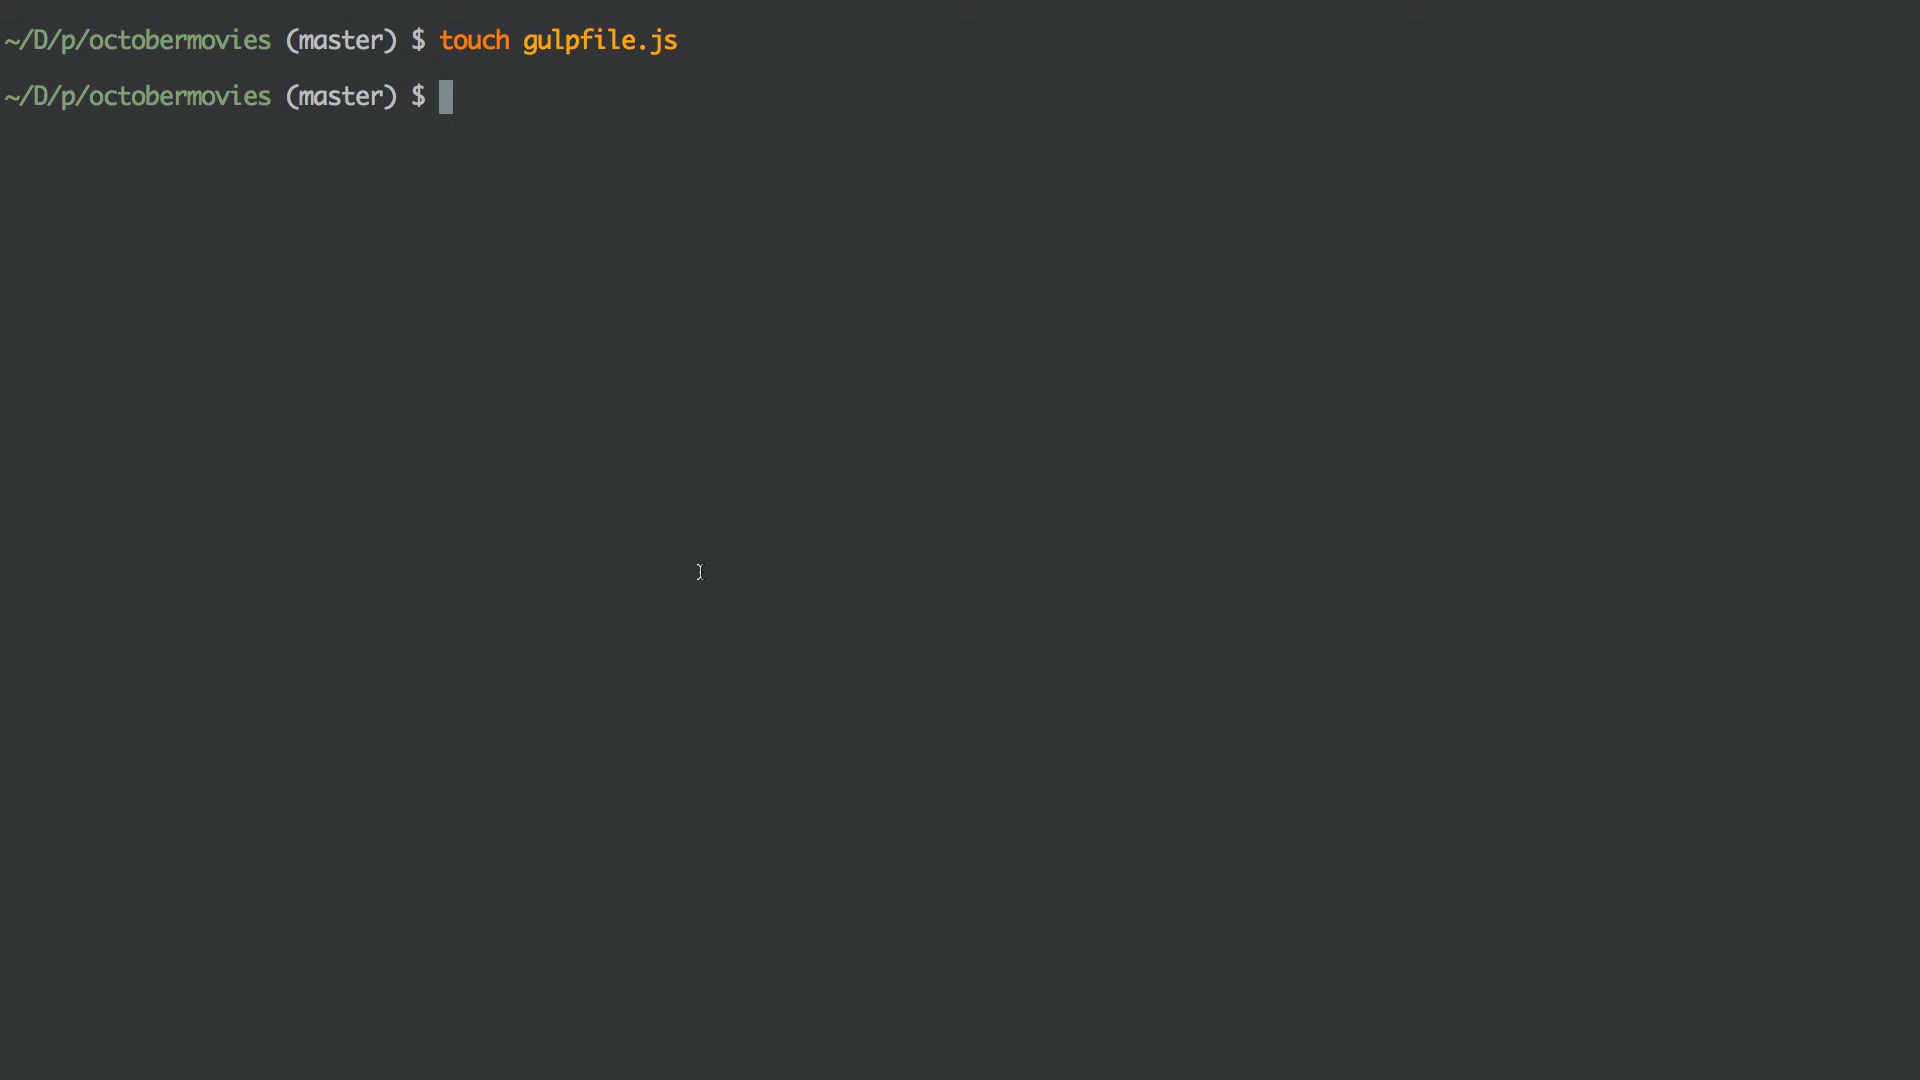 ~/D/p/octobermovies (master) $ touch gulpfile.js
~/D/p/octobermovies (master) $